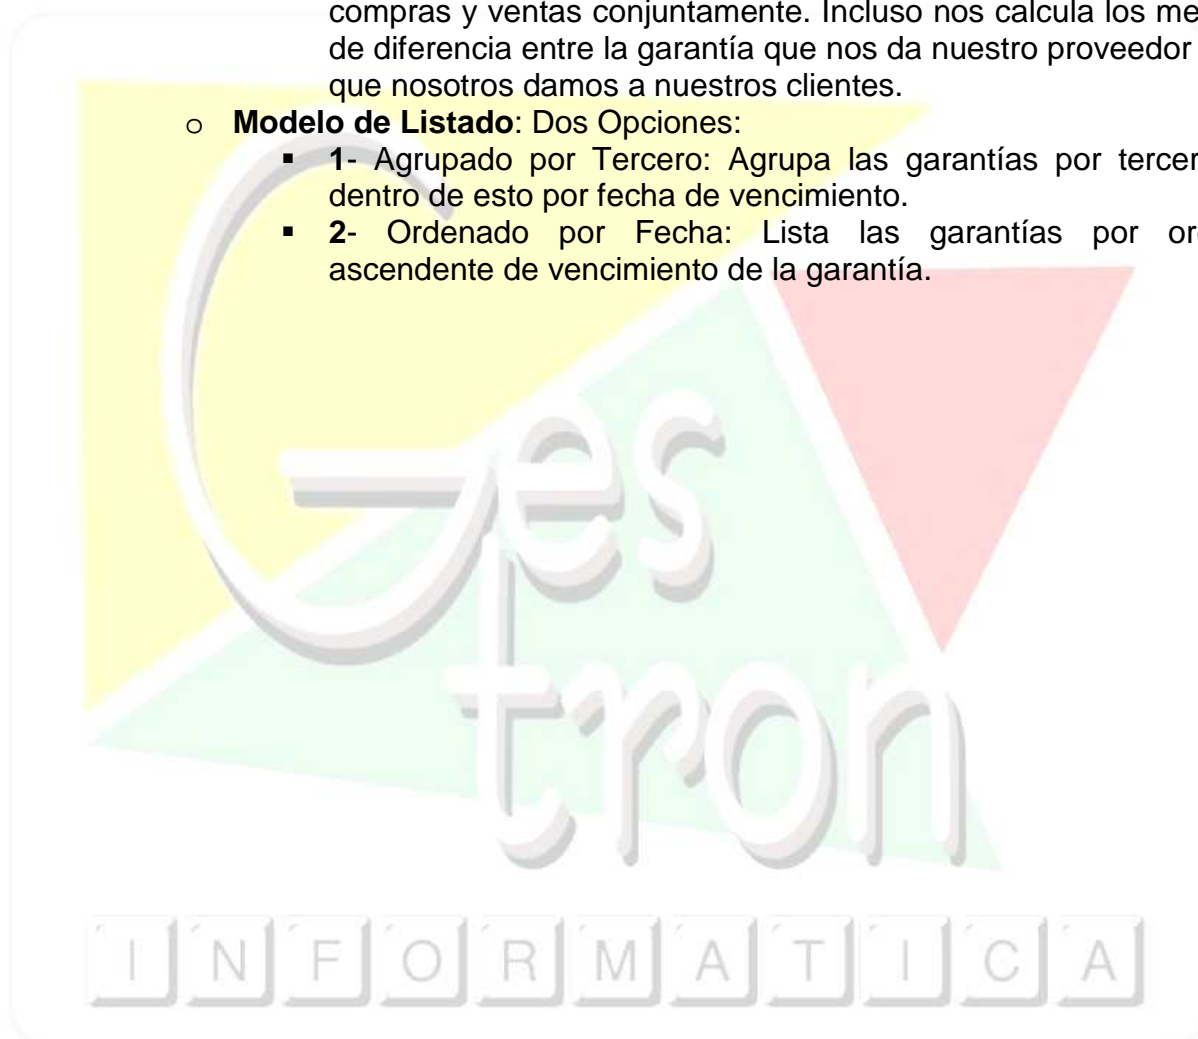 compras y ventas conjuntamente. Incluso nos calcula los me
de diferencia entre la garantía que nos da nuestro proveedor
que nosotros damos a nuestros clientes.
o Modelo de Listado: Dos Opciones:
▪ 1- Agrupado por Tercero: Agrupa las garantías por tercer
dentro de esto por fecha de vencimiento.
▪ 2- Ordenado por Fecha: Lista las garantías por or
ascendente de vencimiento de la garantía.
Ges
tron
INFORMATICA